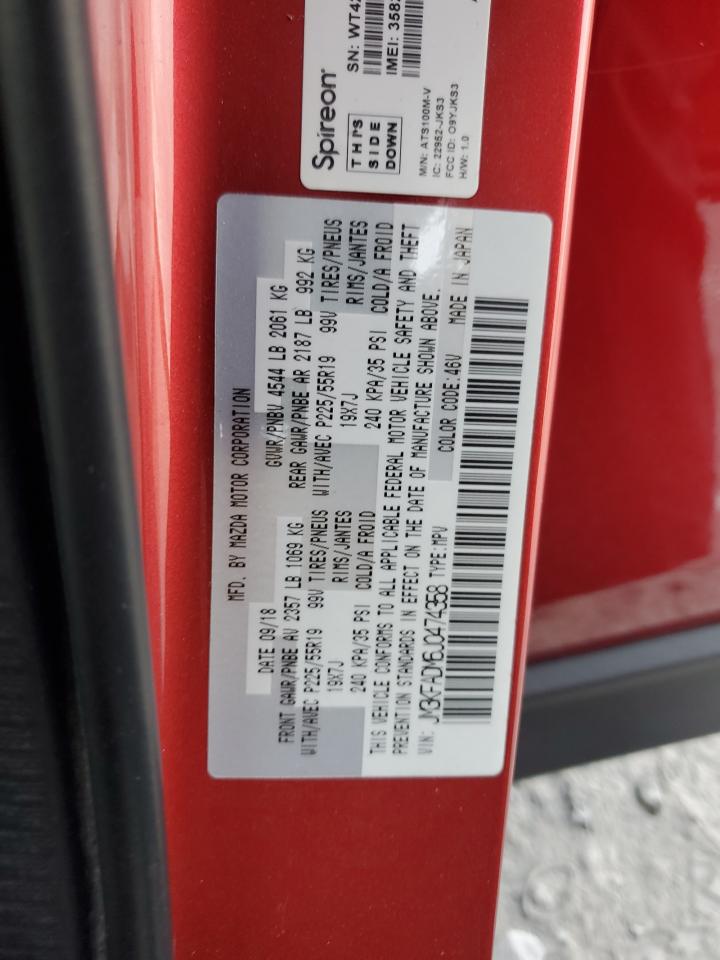 Spireon
THIS
SIDE
DOWN
SN: WT42
IMEI: 3582
M/N: ATS100M-V
IC: 22952-JKS3
FCC ID: O9YJKS3
H/W: 1.0
MFD. BY MAZDA MOTOR CORPORATION
DATE 09/18 GVWR/PNBV 4544 LB 2061 KG
FRONT GAWR/PNBE AV 2357 LB 1069 KG REAR GAWR/PNBE AR 2187 LB 992 KG
WITH/AVEC P225/55R19 99V TIRES/PNEUS WITH/AVEC P225/55R19 99V TIRES/PNEUS
19X7J RIMS/JANTES 19X7J RIMS/JANTES
240 KPA/35 PSI COLD/A FROID 240 KPA/35 PSI COLD/A FROID
THIS VEHICLE CONFORMS TO ALL APPLICABLE FEDERAL MOTOR VEHICLE SAFETY AND THEFT
PREVENTION STANDARDS IN EFFECT ON THE DATE OF MANUFACTURE SHOWN ABOVE.
VIN: JM3KFADM6J0474358 TYPE:MPV COLOR CODE:46V MADE IN JAPAN